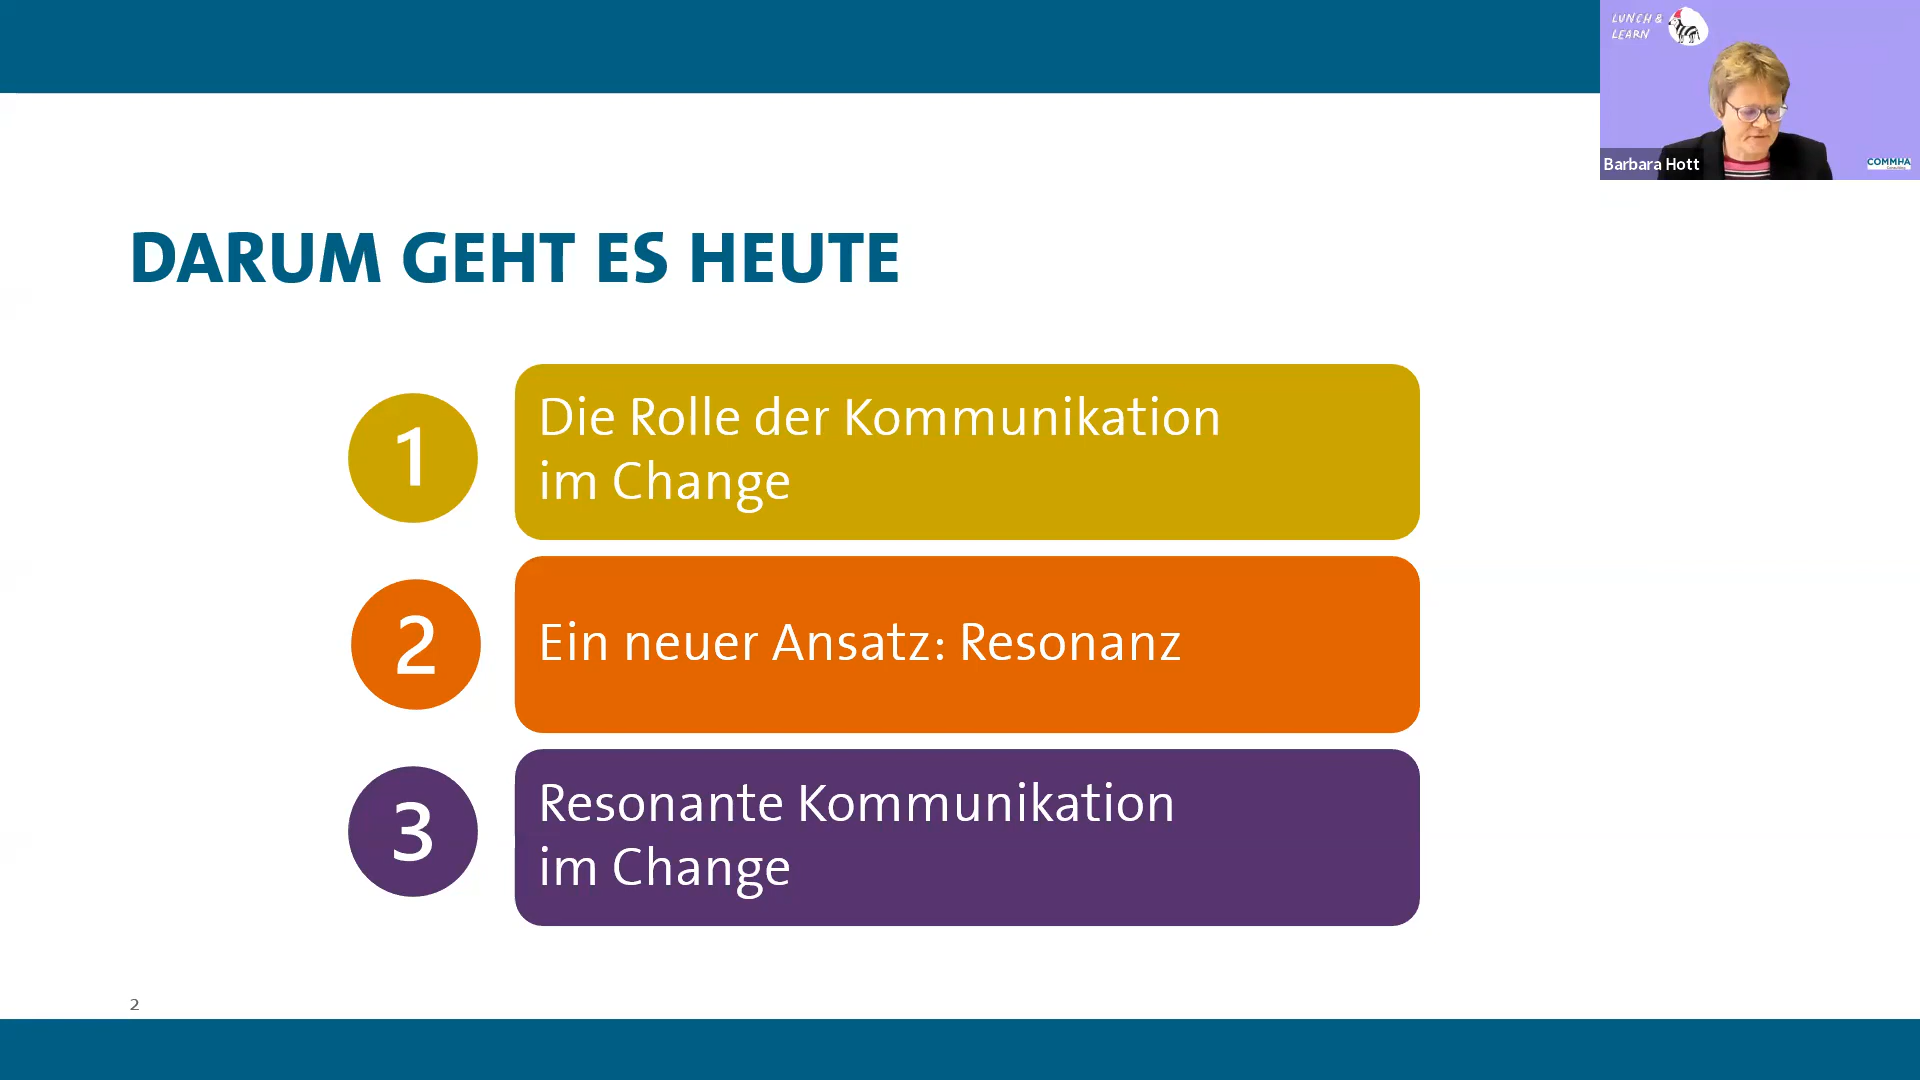 LUNCH &
LEARN
Barbara Hott
COMMHA
DARUM GEHT ES HEUTE
1
Die Rolle der Kommunikation
im Change
2
Ein neuer Ansatz: Resonanz
3
Resonante Kommunikation
im Change
2